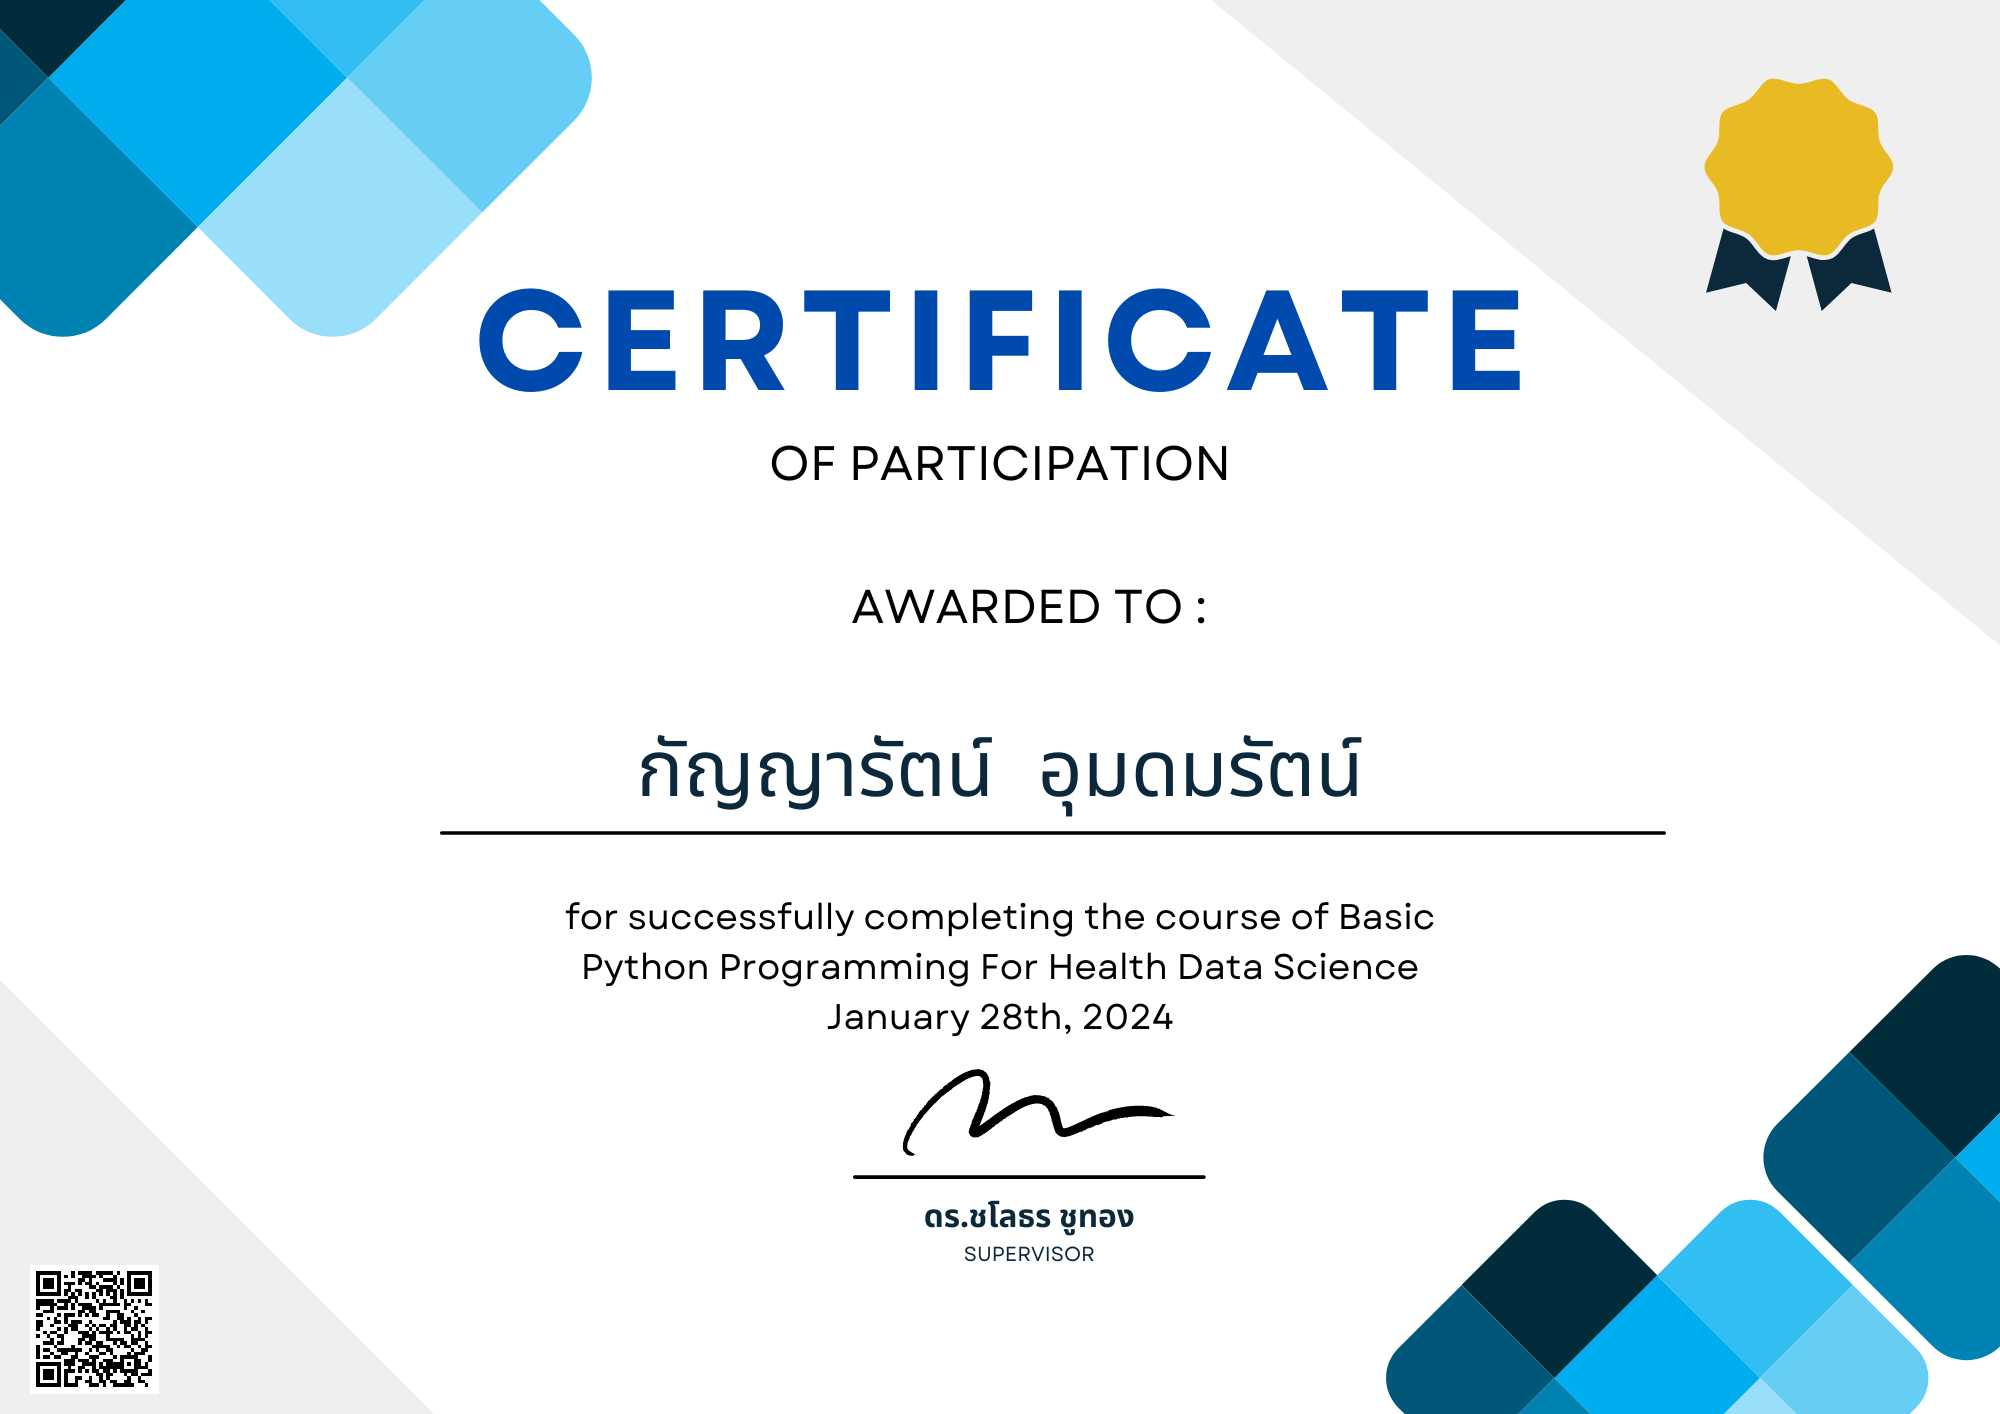 CERTIFICATE
OF PARTICIPATION
AWARDED TO :
กัญญารัตน์  อุมดมรัตน์
for successfully completing the course of Basic
Python Programming For Health Data Science
January 28th, 2024
ดร.ชโลธร ชูทอง
SUPERVISOR